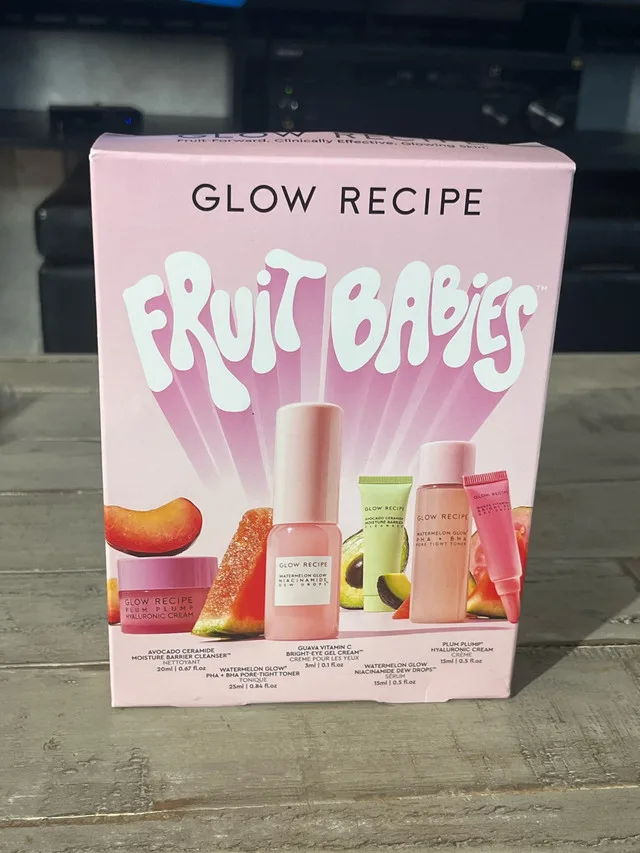 GLOW RECIPE
Fruit-Forward, Clinically Effective, Glowing Skin.
GLOW RECIPE
FRUiT BABiES™
GLOW RECIPE
PLUM PLUMP
HYALURONIC CREAM
GLOW RECIPE
WATERMELON GLOW
NIACINAMIDE
DEW DROPS
GLOW RECIPE
AVOCADO CERAMIDE
MOISTURE BARRIER
CLEANSER
GLOW RECIPE
WATERMELON GLOW
PHA + BHA
PORE-TIGHT TONER
GLOW RECIPE
AVOCADO CERAMIDE
MOISTURE BARRIER CLEANSER™
NETTOYANT
20ml | 0.67 fl.oz
WATERMELON GLOW®
PHA + BHA PORE-TIGHT TONER
TONIQUE
25ml | 0.84 fl.oz
GUAVA VITAMIN C
BRIGHT-EYE GEL CREAM™
CREME POUR LES YEUX
3ml | 0.1 fl.oz
WATERMELON GLOW
NIACINAMIDE DEW DROPS™
SÉRUM
15ml | 0.5 fl.oz
PLUM PLUMP™
HYALURONIC CREAM
CRÈME
15ml | 0.5 fl.oz